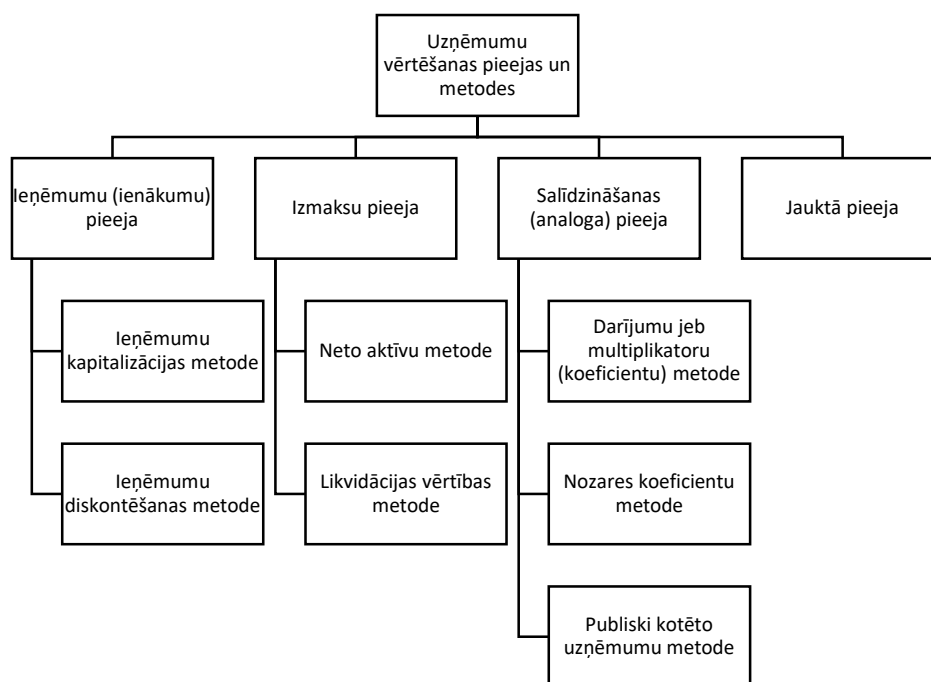 Uzņēmumu
vērtēšanas pieejas un
metodes
Ieņēmumu (ienākumu)
pieeja
Izmaksu pieeja
Salīdzināšanas
(analoga) pieeja
Jauktā pieeja
Ieņēmumu
kapitalizācijas metode
Neto aktīvu metode
Darījumu jeb
multiplikatoru
(koeficientu) metode
Ieņēmumu
diskontēšanas metode
Likvidācijas vērtības
metode
Nozares koeficientu
metode
Publiski kotēto
uzņēmumu metode